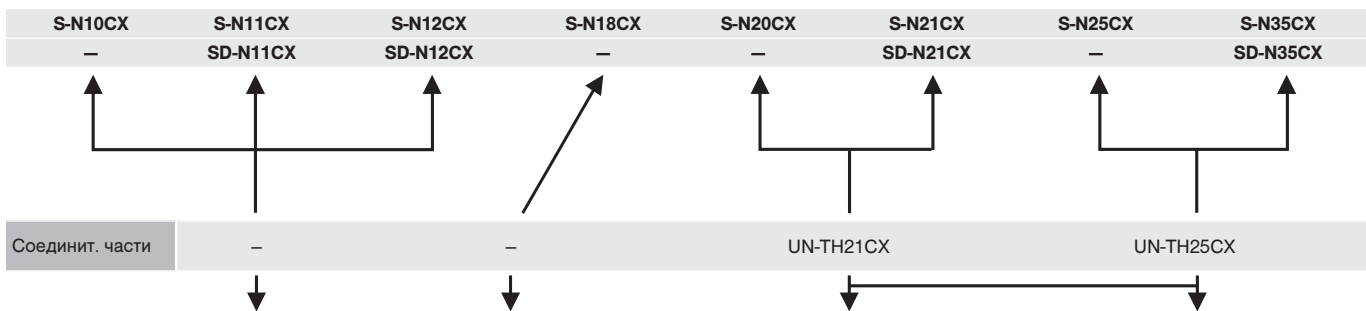 S-N10CX S-N11CX S-N12CX S-N18CX S-N20CX S-N21CX S-N25CX S-N35CX
– SD-N11CX SD-N12CX – – SD-N21CX – SD-N35CX
Соединит. части – – UN-TH21CX UN-TH25CX